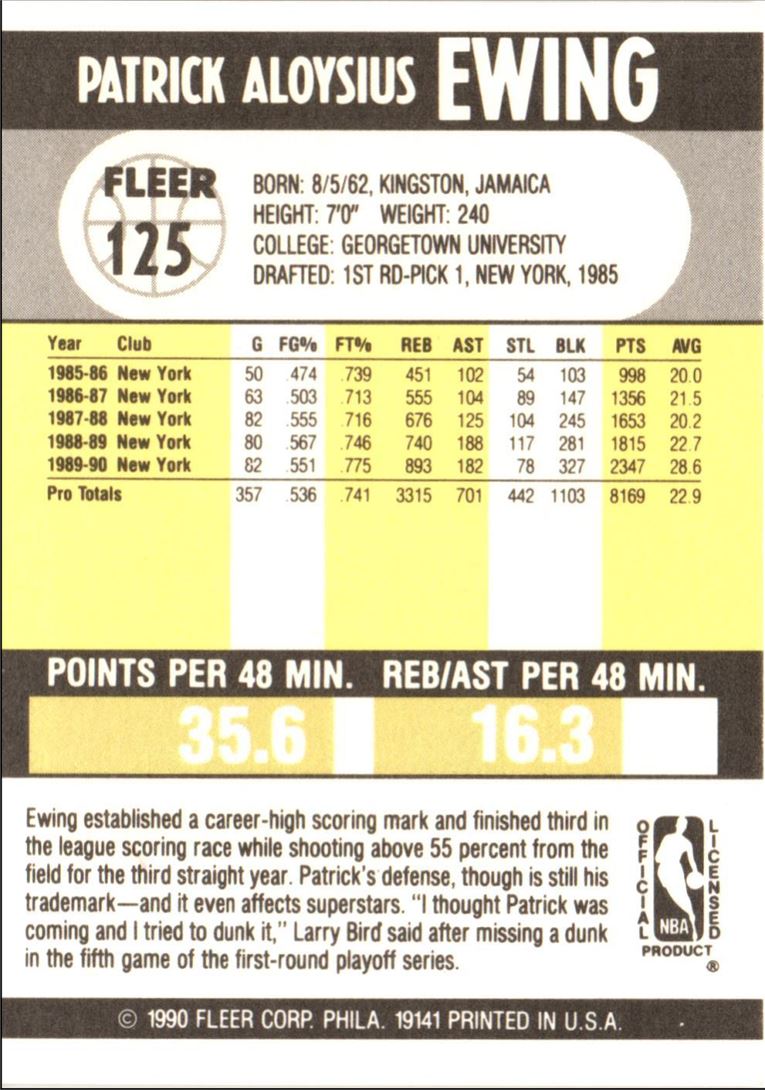 PATRICK ALOYSIUS EWING
FLEER
125
BORN: 8/5/62, KINGSTON, JAMAICA
HEIGHT: 7'0" WEIGHT: 240
COLLEGE: GEORGETOWN UNIVERSITY
DRAFTED: 1ST RD-PICK 1, NEW YORK, 1985
Year Club G FG% FT% REB AST STL BLK PTS AVG
1985-86 New York 50 .474 .739 451 102 54 103 998 20.0
1986-87 New York 63 .503 .713 555 104 89 147 1356 21.5
1987-88 New York 82 .555 .716 676 125 104 245 1653 20.2
1988-89 New York 80 .567 .746 740 188 117 281 1815 22.7
1989-90 New York 82 .551 .775 893 182 78 327 2347 28.6
Pro Totals 357 .536 .741 3315 701 442 1103 8169 22.9
POINTS PER 48 MIN. REB/AST PER 48 MIN.
35.6 16.3
Ewing established a career-high scoring mark and finished third in
the league scoring race while shooting above 55 percent from the
field for the third straight year. Patrick's defense, though is still his
trademark—and it even affects superstars. "I thought Patrick was
coming and I tried to dunk it," Larry Bird said after missing a dunk
in the fifth game of the first-round playoff series.
OFFICIAL
LICENSED
NBA
PRODUCT
®
© 1990 FLEER CORP. PHILA. 19141 PRINTED IN U.S.A.